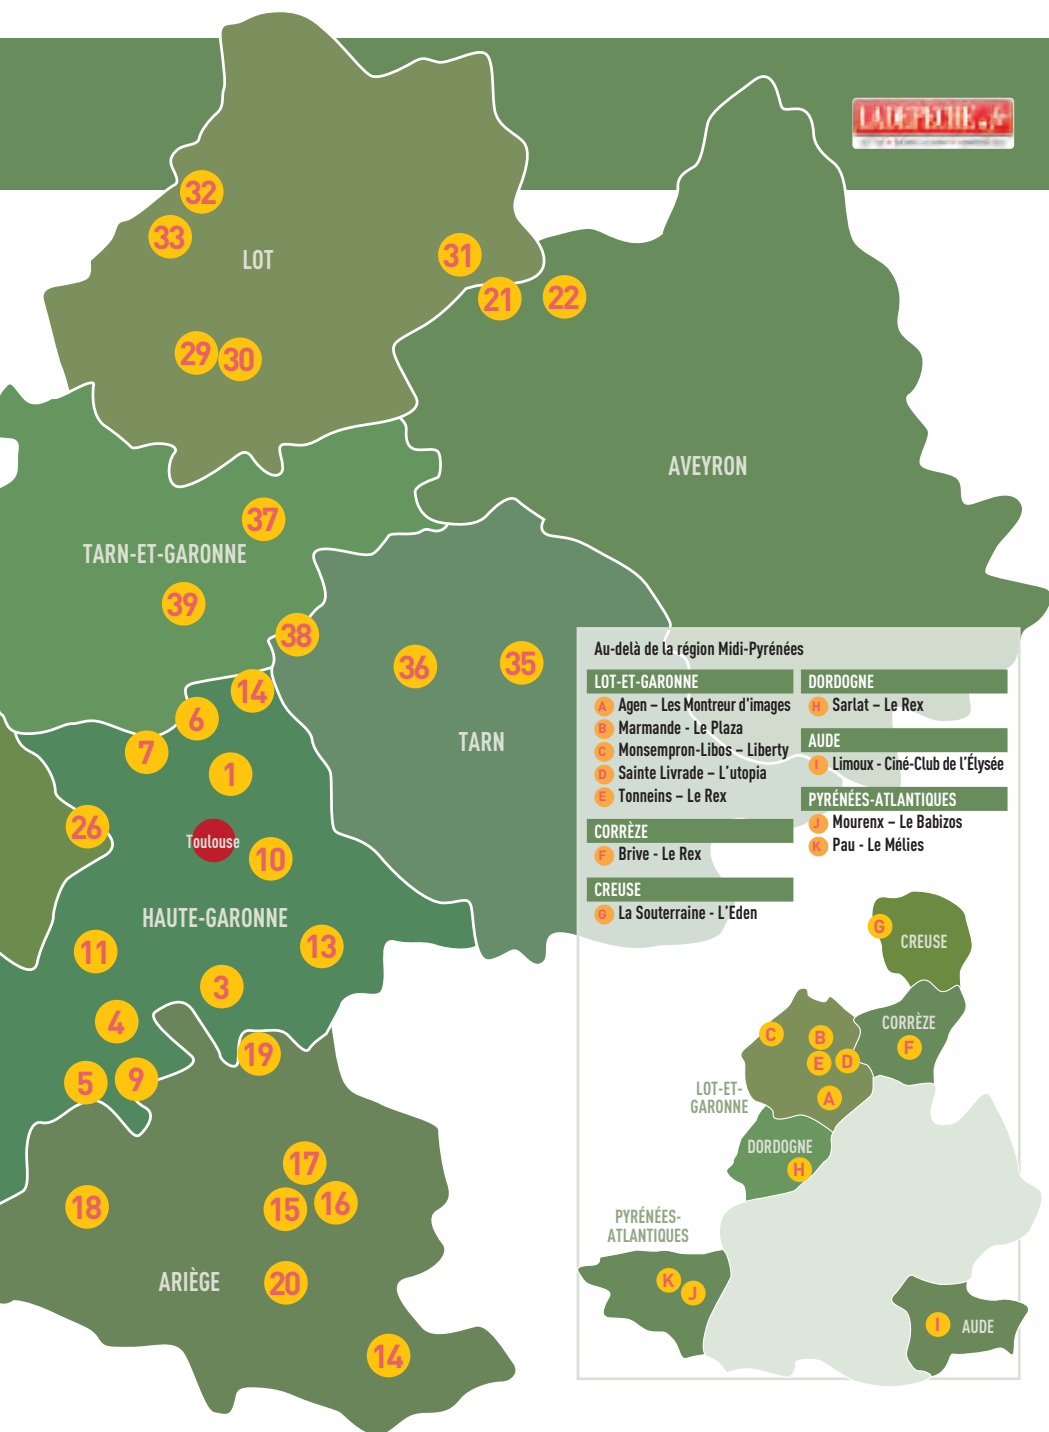 LADEPECHE.fr
32
33
LOT
31
21
22
29
30
AVEYRON
37
TARN-ET-GARONNE
39
38
36
35
14
6
7
1
TARN
26
Toulouse
10
HAUTE-GARONNE
11
13
3
4
19
5
9
17
18
15
16
ARIÈGE
20
14
Au-delà de la région Midi-Pyrénées
LOT-ET-GARONNE
A Agen – Les Montreur d'images
B Marmande - Le Plaza
C Monsempron-Libos – Liberty
D Sainte Livrade – L'utopia
E Tonneins – Le Rex
CORRÈZE
F Brive - Le Rex
CREUSE
G La Souterraine - L'Eden
DORDOGNE
H Sarlat – Le Rex
AUDE
I Limoux - Ciné-Club de l'Élysée
PYRÉNÉES-ATLANTIQUES
J Mourenx – Le Babizos
K Pau - Le Mélies
G
CREUSE
CORRÈZE
F
C
B
E
D
A
LOT-ET-
GARONNE
DORDOGNE
H
PYRÉNÉES-
ATLANTIQUES
K
J
I
AUDE